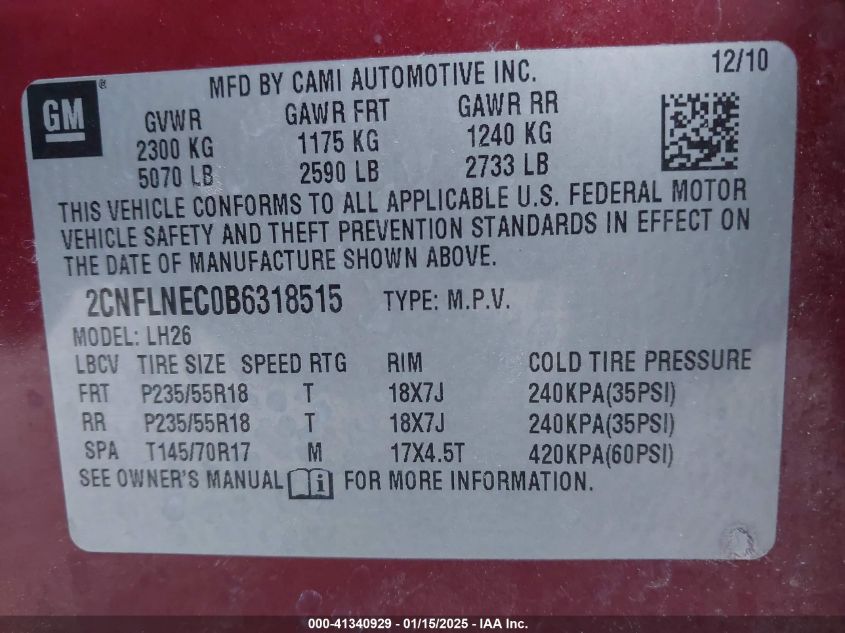 GM ®
MFD BY CAMI AUTOMOTIVE INC. 12/10
GVWR GAWR FRT GAWR RR
2300 KG 1175 KG 1240 KG
5070 LB 2590 LB 2733 LB
THIS VEHICLE CONFORMS TO ALL APPLICABLE U.S. FEDERAL MOTOR
VEHICLE SAFETY AND THEFT PREVENTION STANDARDS IN EFFECT ON
THE DATE OF MANUFACTURE SHOWN ABOVE.
2CNFLNEC0B6318515 TYPE: M.P.V.
MODEL: LH26
LBCV TIRE SIZE SPEED RTG RIM COLD TIRE PRESSURE
FRT P235/55R18 T 18X7J 240KPA(35PSI)
RR P235/55R18 T 18X7J 240KPA(35PSI)
SPA T145/70R17 M 17X4.5T 420KPA(60PSI)
SEE OWNER'S MANUAL FOR MORE INFORMATION.
000-41340929 - 01/15/2025 - IAA Inc.